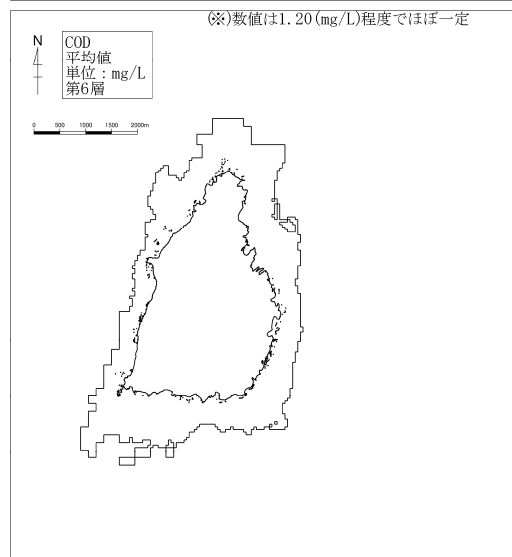 (※)数値は1.20(mg/L)程度でほぼ一定
N
COD
平均値
単位：mg/L
第6層
0 500 1000 1500 2000m